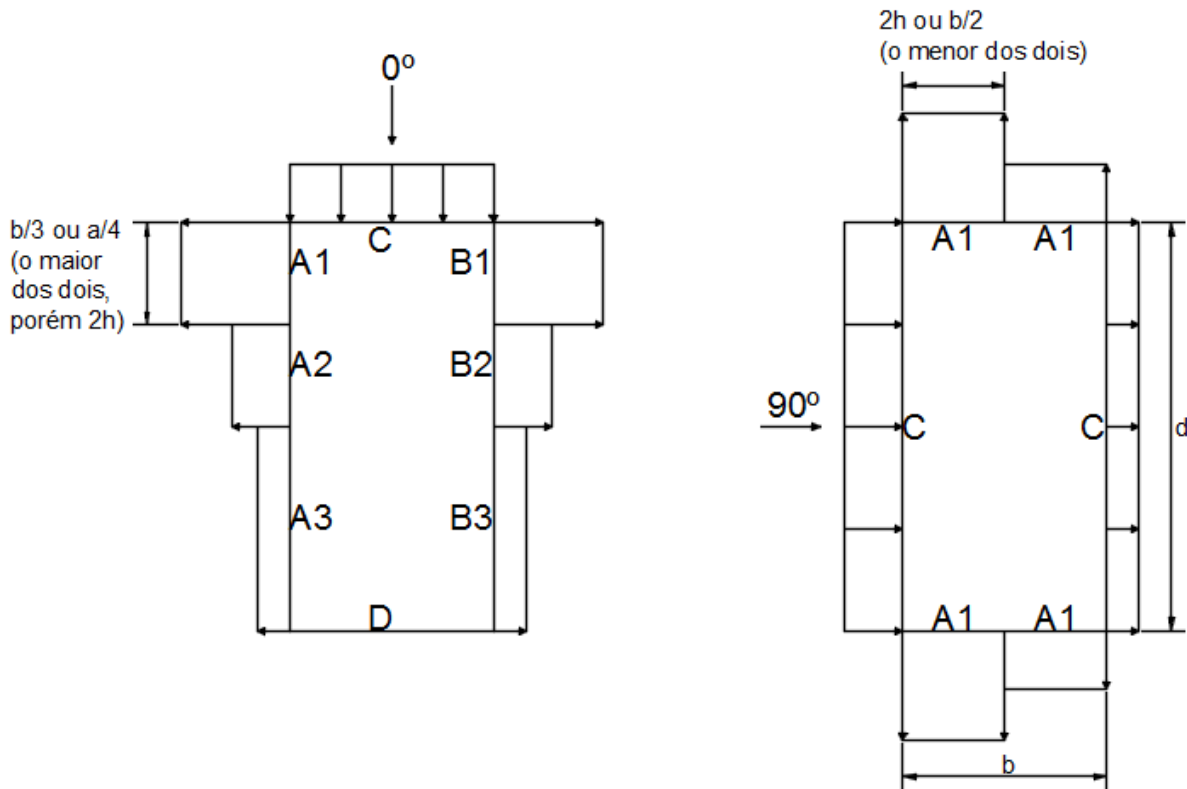 2h ou b/2
(o menor dos dois)
0º
b/3 ou a/4
(o maior
dos dois,
porém 2h)
C
A1
B1
A2
B2
A3
B3
D
A1
A1
90º
C
C
d
A1
A1
b